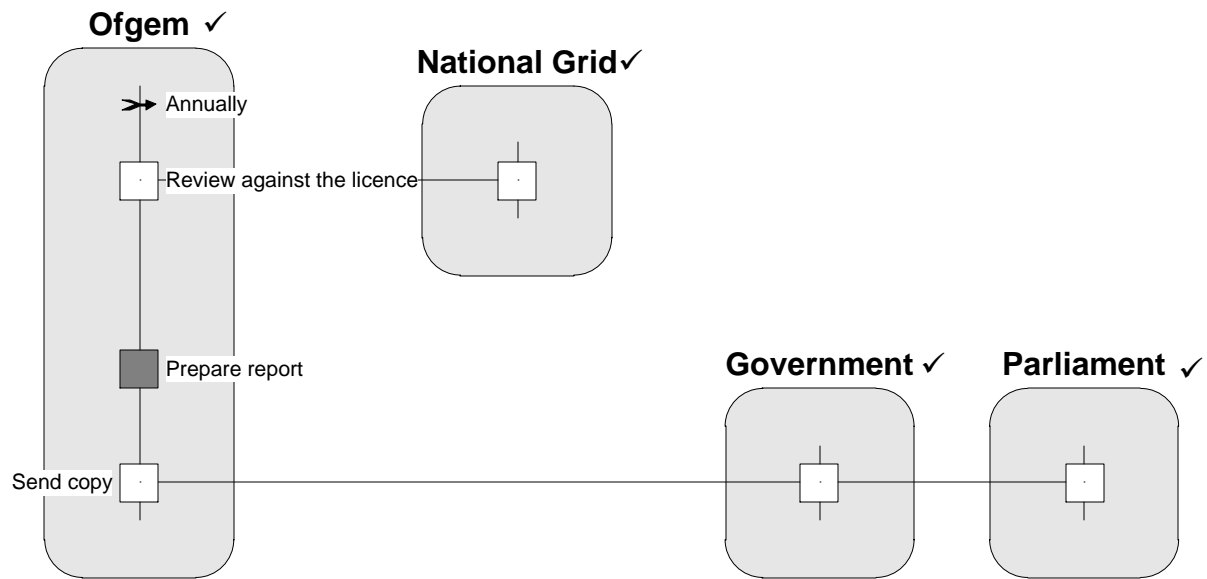 Ofgem ✓
National Grid✓
Annually
Review against the licence
Prepare report
Government ✓
Parliament ✓
Send copy